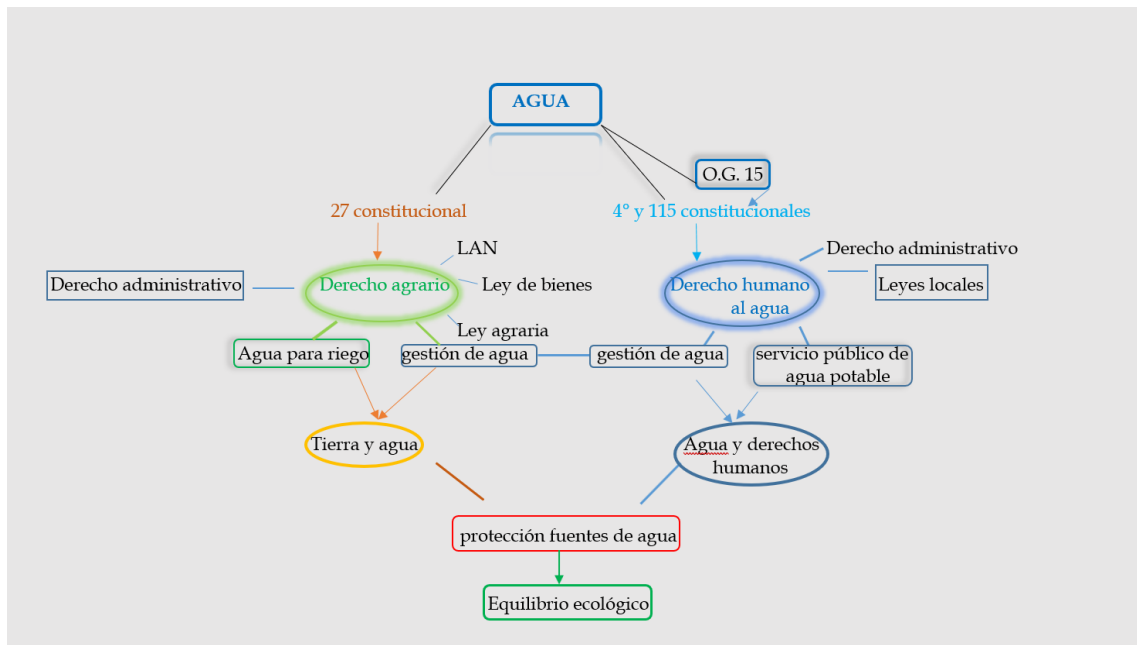 AGUA
O.G. 15
27 constitucional
4° y 115 constitucionales
LAN
Derecho administrativo
Derecho administrativo
Derecho agrario
Ley de bienes
Derecho humano
al agua
Leyes locales
Ley agraria
Agua para riego
gestión de agua
gestión de agua
servicio público de
agua potable
Tierra y agua
Agua y derechos
humanos
protección fuentes de agua
Equilibrio ecológico